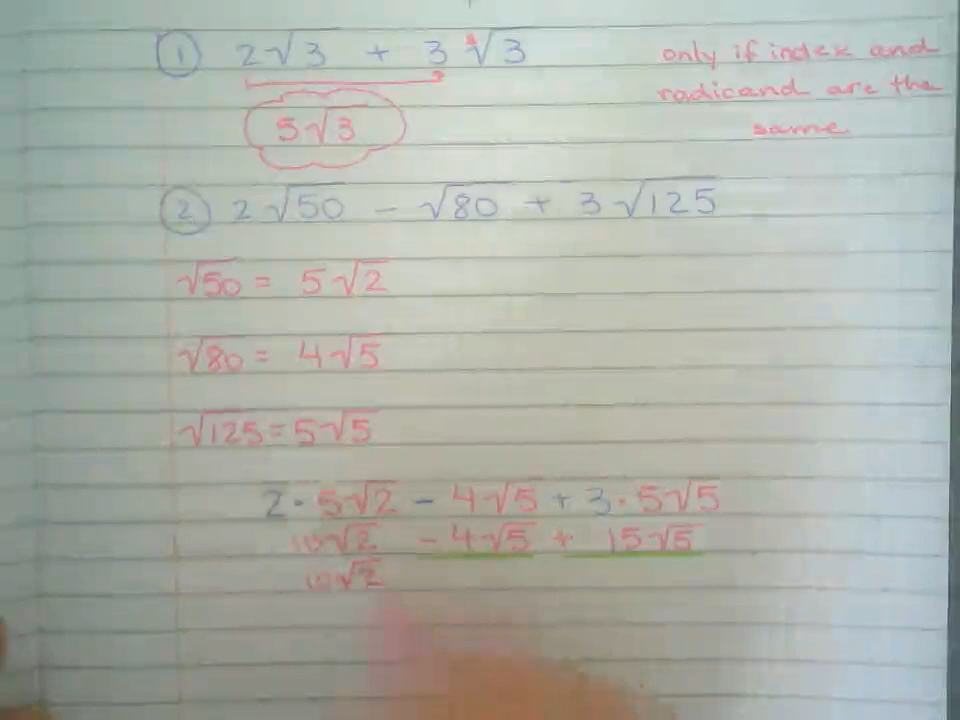 ① 2√3 + 3 ∛3
only if index and
radicand are the
same
5√3
② 2√50 - √80 + 3√125
√50 = 5√2
√80 = 4√5
√125 = 5√5
2·5√2 - 4√5 + 3·5√5
10√2 - 4√5 + 15√5
10√2